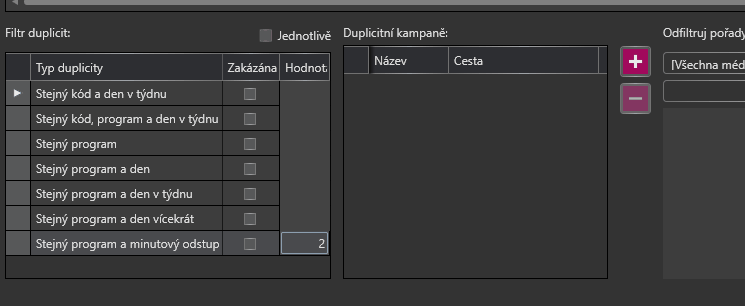 Filtr duplicit:
Jednotlivě
Typ duplicity Zakázána Hodnota
Stejný kód a den v týdnu
Stejný kód, program a den v týdnu
Stejný program
Stejný program a den
Stejný program a den v týdnu
Stejný program a den vícekrát
Stejný program a minutový odstup 2
Duplicitní kampaně:
Název Cesta
Odfiltruj pořady
[Všechna méd